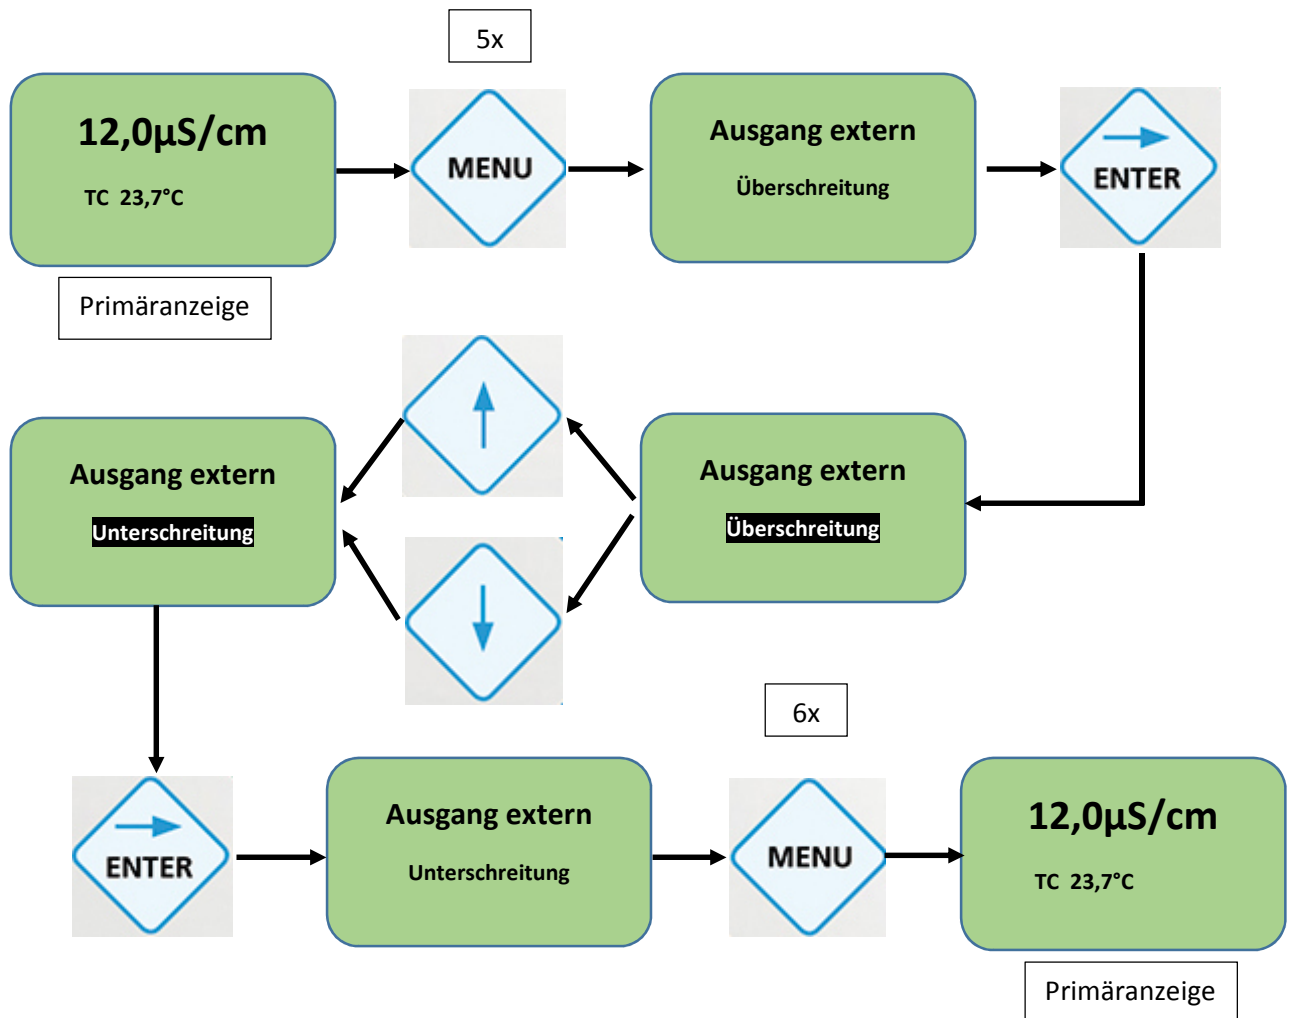 5x
12,0µS/cm
TC 23,7°C
MENU
Ausgang extern
Überschreitung
ENTER
Primäranzeige
Ausgang extern
Unterschreitung
Ausgang extern
Überschreitung
6x
ENTER
Ausgang extern
Unterschreitung
MENU
12,0µS/cm
TC 23,7°C
Primäranzeige